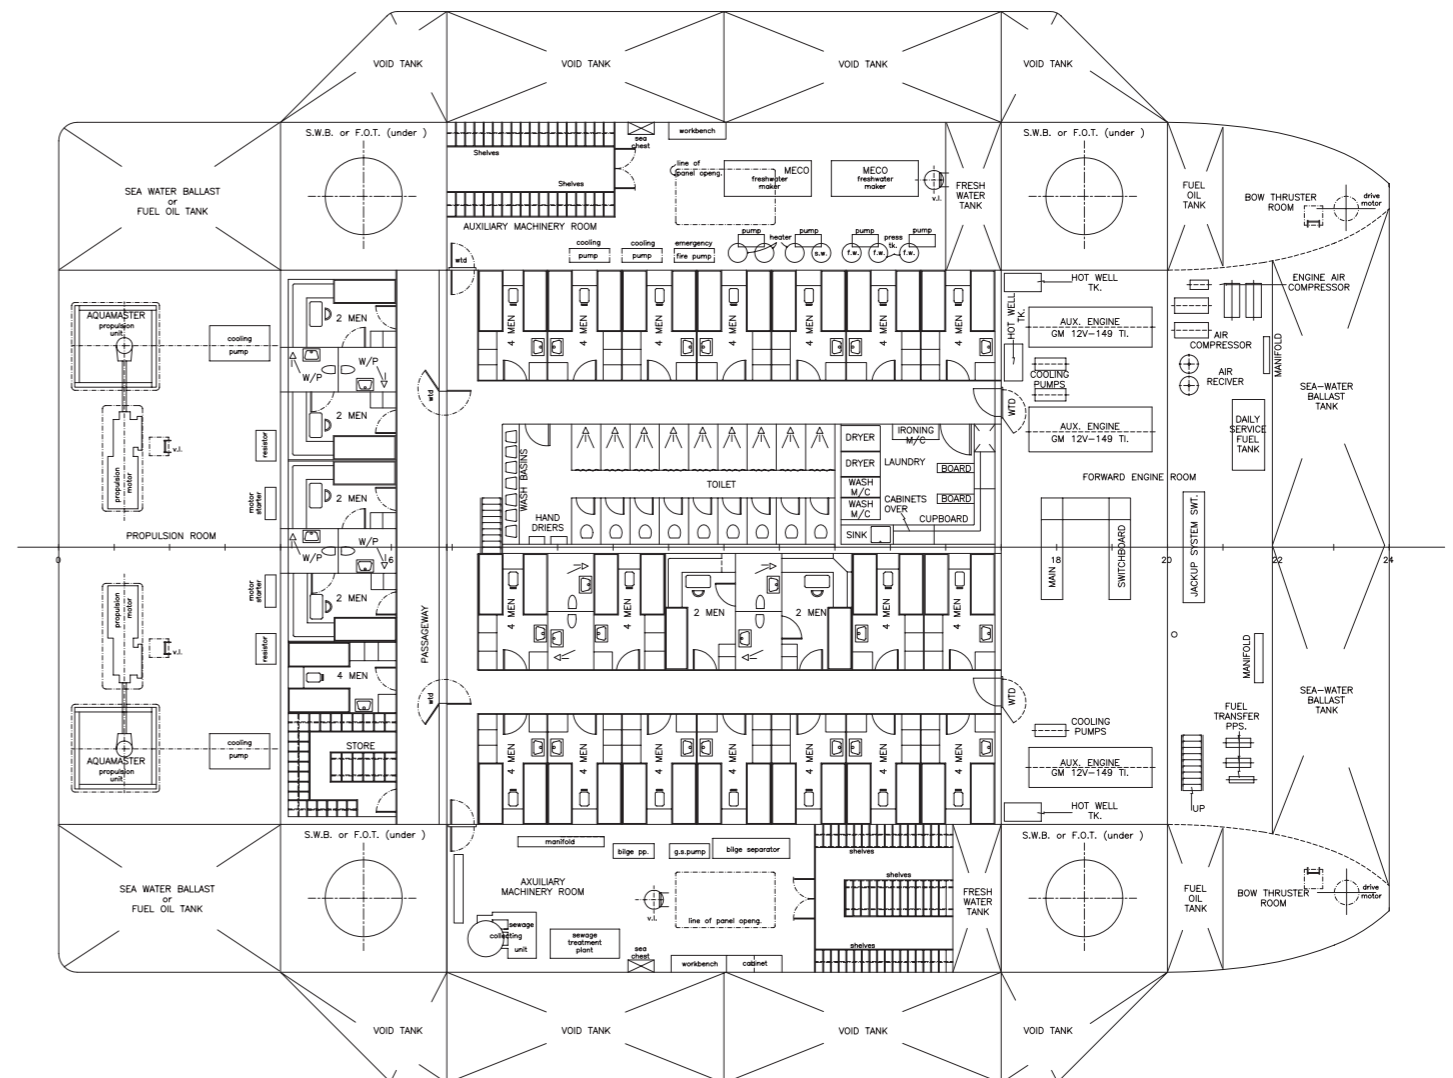 VOID TANK
VOID TANK
VOID TANK
VOID TANK
S.W.B. or F.O.T. (under )
sea
chest
workbench
S.W.B. or F.O.T. (under )
Shelves
Shelves
line of
panel openg.
MECO
freshwater
maker
MECO
freshwater
maker
v.l.
SEA WATER BALLAST
or
FUEL OIL TANK
FRESH
WATER
TANK
FUEL
OIL
TANK
BOW THRUSTER
ROOM
drive
motor
AUXILIARY MACHINERY ROOM
cooling
pump
cooling
pump
emergency
fire pump
pump
heater
pump
s.w.
pump
f.w.
press
tk.
f.w.
pump
f.w.
wtd
AQUAMASTER
propulsion
unit
cooling
pump
2 MEN
W/P
W/P
2 MEN
4 MEN
4 MEN
4 MEN
4 MEN
4 MEN
4 MEN
4 MEN
HOT WELL
TK.
HOT WELL
TK.
AUX. ENGINE
GM 12V-149 TI.
COOLING
PUMPS
AUX. ENGINE
GM 12V-149 TI.
ENGINE AIR
COMPRESSOR
AIR
COMPRESSOR
AIR
RECIVER
MANIFOLD
DAILY
SERVICE
FUEL
TANK
SEA-WATER
BALLAST
TANK
wtd
WTD
propulsion
motor
v.l.
resistor
motor
starter
2 MEN
W/P
W/P
PROPULSION ROOM
WASH BASINS
HAND
DRIERS
TOILET
DRYER
DRYER
WASH
M/C
WASH
M/C
SINK
IRONING
M/C
LAUNDRY
BOARD
BOARD
CABINETS
OVER
CUPBOARD
FORWARD ENGINE ROOM
MAIN
SWITCHBOARD
JACKUP SYSTEM SWT.
0
6
18
20
22
24
motor
starter
propulsion
motor
v.l.
resistor
2 MEN
4 MEN
STORE
PASSAGEWAY
4 MEN
4 MEN
2 MEN
2 MEN
4 MEN
4 MEN
wtd
WTD
AQUAMASTER
propulsion
unit
cooling
pump
4 MEN
4 MEN
4 MEN
4 MEN
4 MEN
4 MEN
4 MEN
COOLING
PUMPS
AUX. ENGINE
GM 12V-149 TI.
HOT WELL
TK.
MANIFOLD
FUEL
TRANSFER
PPS.
UP
SEA-WATER
BALLAST
TANK
wtd
S.W.B. or F.O.T. (under )
manifold
bilge pp.
g.s.pump
bilge separator
shelves
shelves
shelves
S.W.B. or F.O.T. (under )
SEA WATER BALLAST
or
FUEL OIL TANK
AXUILIARY
MACHINERY ROOM
v.l.
line of panel openg.
sewage
collecting
unit
sewage
treatment
plant
sea
chest
workbench
cabinet
FRESH
WATER
TANK
FUEL
OIL
TANK
BOW THRUSTER
ROOM
drive
motor
VOID TANK
VOID TANK
VOID TANK
VOID TANK